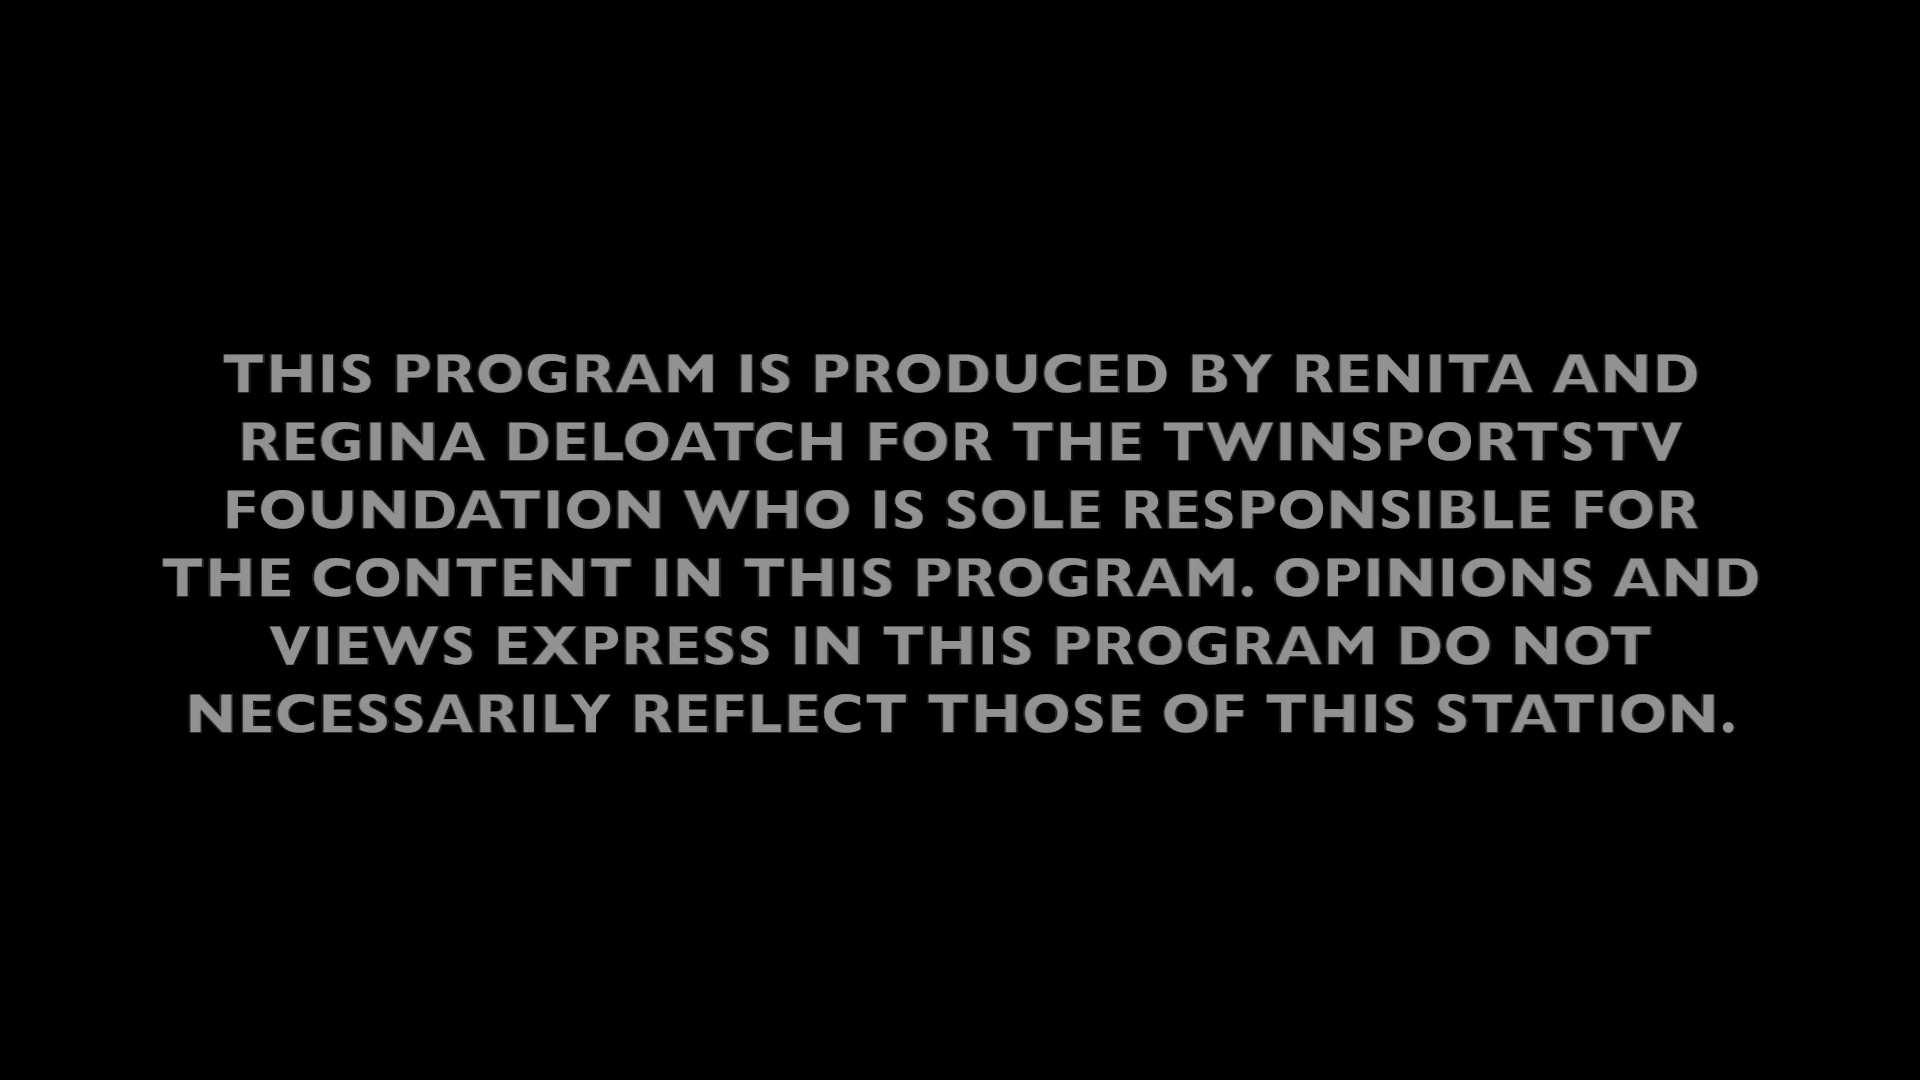 THIS PROGRAM IS PRODUCED BY RENITA AND
REGINA DELOATCH FOR THE TWINSPORTSTV
FOUNDATION WHO IS SOLE RESPONSIBLE FOR
THE CONTENT IN THIS PROGRAM. OPINIONS AND
VIEWS EXPRESS IN THIS PROGRAM DO NOT
NECESSARILY REFLECT THOSE OF THIS STATION.